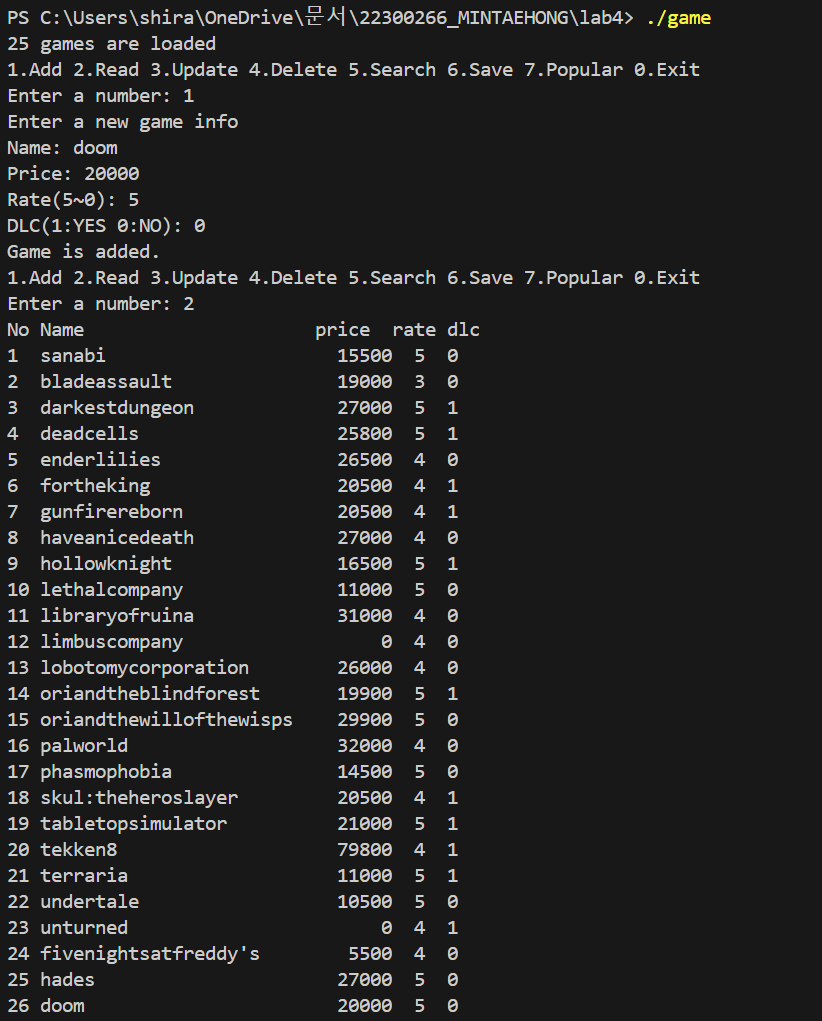 PS C:\Users\shira\OneDrive\문서\22300266_MINTAEHONG\lab4> ./game
25 games are loaded
1.Add 2.Read 3.Update 4.Delete 5.Search 6.Save 7.Popular 0.Exit
Enter a number: 1
Enter a new game info
Name: doom
Price: 20000
Rate(5~0): 5
DLC(1:YES 0:NO): 0
Game is added.
1.Add 2.Read 3.Update 4.Delete 5.Search 6.Save 7.Popular 0.Exit
Enter a number: 2
No Name                     price  rate dlc
1  sanabi                     15500  5  0
2  bladeassault               19000  3  0
3  darkestdungeon             27000  5  1
4  deadcells                  25800  5  1
5  enderlilies                26500  4  0
6  fortheking                 20500  4  1
7  gunfirereborn              20500  4  1
8  haveanicedeath             27000  4  0
9  hollowknight               16500  5  1
10 lethalcompany              11000  5  0
11 libraryofruina             31000  4  0
12 limbuscompany                  0  4  0
13 lobotomycorporation        26000  4  0
14 oriandtheblindforest       19900  5  1
15 oriandthewillofthewisps    29900  5  0
16 palworld                   32000  4  0
17 phasmophobia               14500  5  0
18 skul:theheroslayer         20500  4  1
19 tabletopsimulator          21000  5  1
20 tekken8                    79800  4  1
21 terraria                   11000  5  1
22 undertale                  10500  5  0
23 unturned                       0  4  1
24 fivenightsatfreddy's        5500  4  0
25 hades                      27000  5  0
26 doom                       20000  5  0